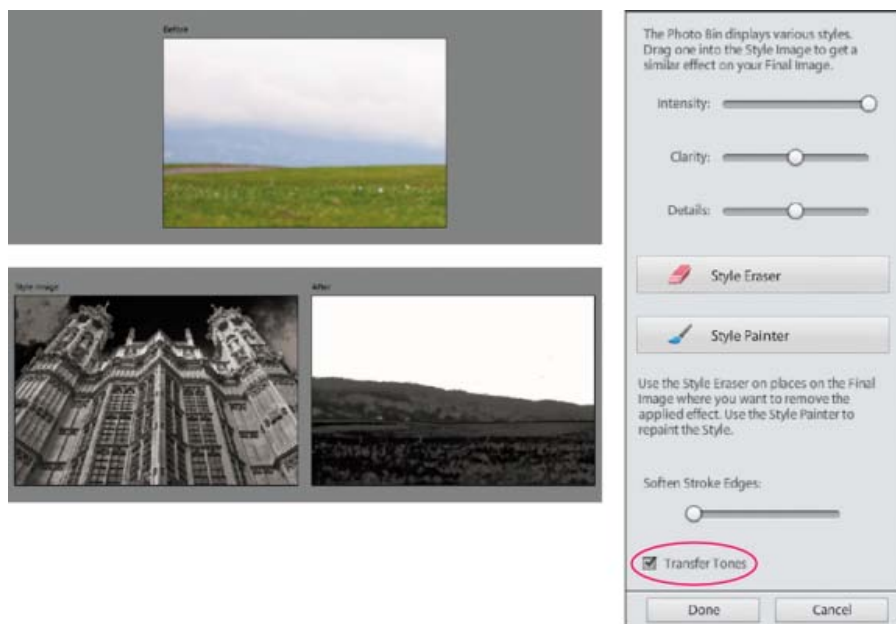 Before
Style Image
After
The Photo Bin displays various styles.
Drag one into the Style Image to get a
similar effect on your Final Image.
Intensity:
Clarity:
Details:
Style Eraser
Style Painter
Use the Style Eraser on places on the Final
Image where you want to remove the
applied effect. Use the Style Painter to
repaint the Style.
Soften Stroke Edges:
Transfer Tones
Done
Cancel